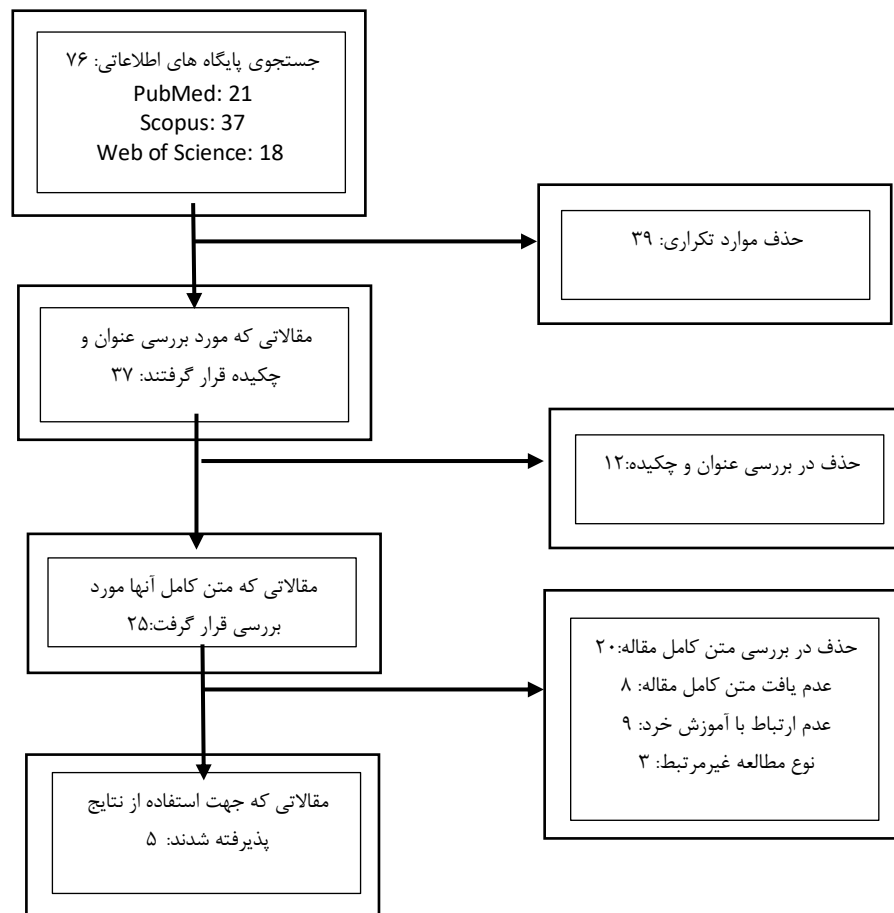 جستجوی پایگاه های اطلاعاتی: ۷۶
PubMed: 21
Scopus: 37
Web of Science: 18
حذف موارد تکراری: ۳۹
مقالاتی که مورد بررسی عنوان و
چکیده قرار گرفتند: ۳۷
حذف در بررسی عنوان و چکیده:۱۲
مقالاتی که متن کامل آنها مورد
بررسی قرار گرفت:۲۵
حذف در بررسی متن کامل مقاله:۲۰
عدم یافت متن کامل مقاله: ۸
عدم ارتباط با آموزش خرد: ۹
نوع مطالعه غیرمرتبط: ۳
مقالاتی که جهت استفاده از نتایج
پذیرفته شدند: ۵